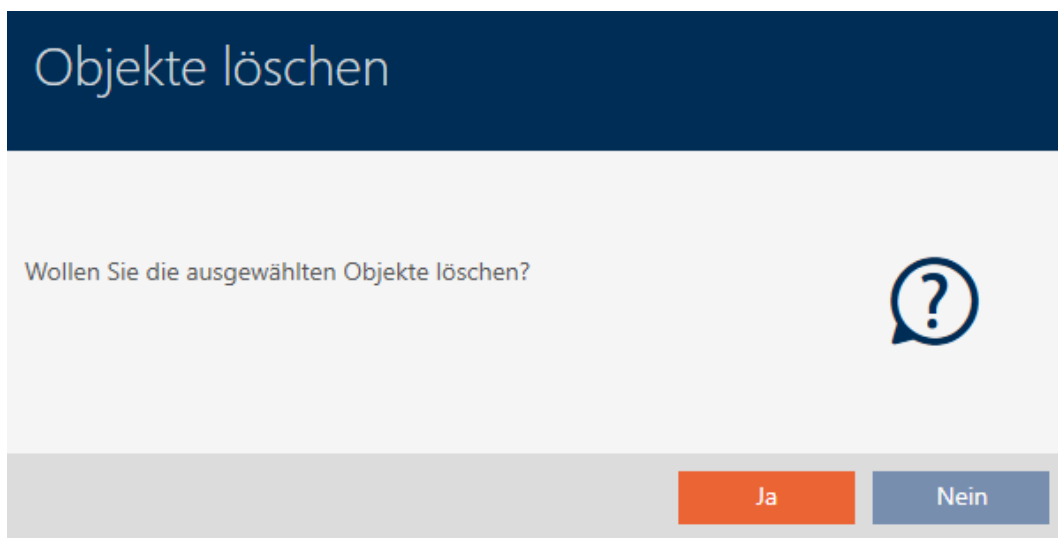 Objekte löschen
Wollen Sie die ausgewählten Objekte löschen?
?
Ja
Nein